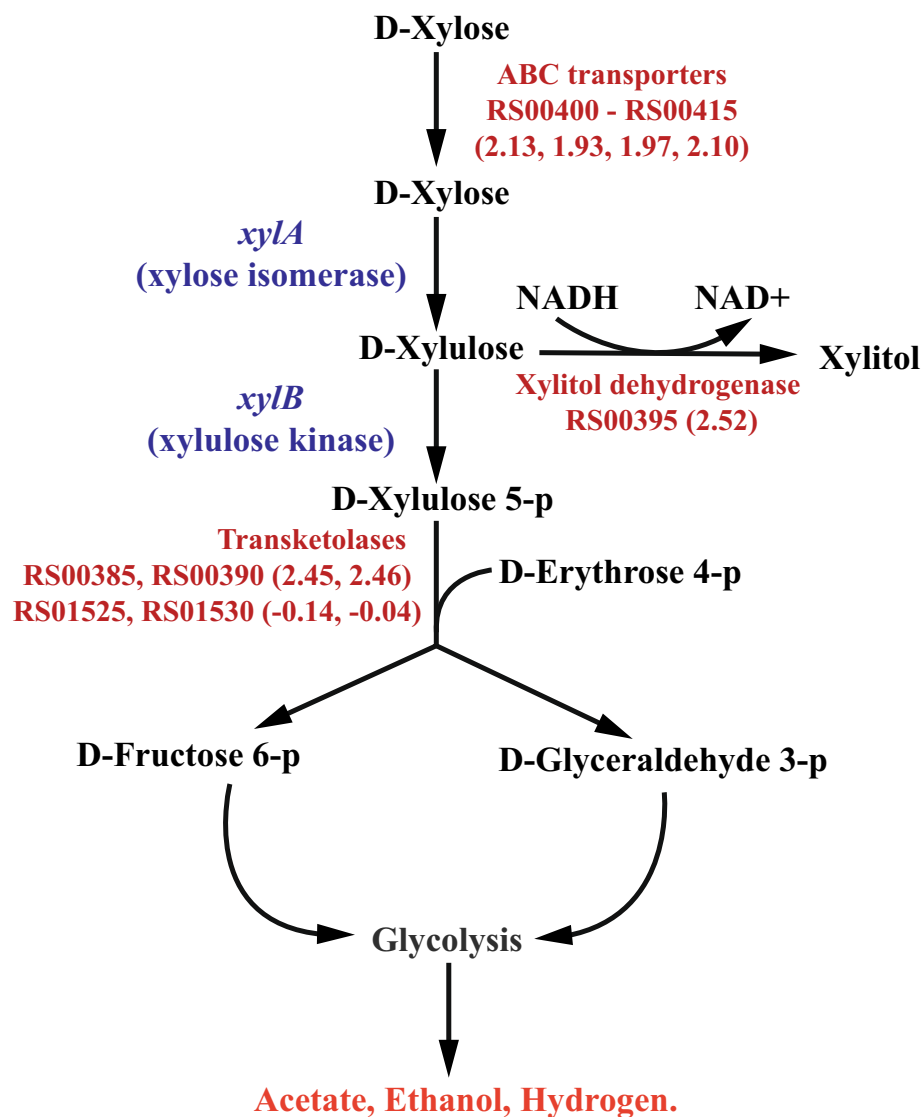 D-Xylose
ABC transporters
RS00400 - RS00415
(2.13, 1.93, 1.97, 2.10)
D-Xylose
xylA
(xylose isomerase)
NADH
NAD+
D-Xylulose
Xylitol
Xylitol dehydrogenase
RS00395 (2.52)
xylB
(xylulose kinase)
D-Xylulose 5-p
Transketolases
RS00385, RS00390 (2.45, 2.46)
RS01525, RS01530 (-0.14, -0.04)
D-Erythrose 4-p
D-Fructose 6-p
D-Glyceraldehyde 3-p
Glycolysis
Acetate, Ethanol, Hydrogen.